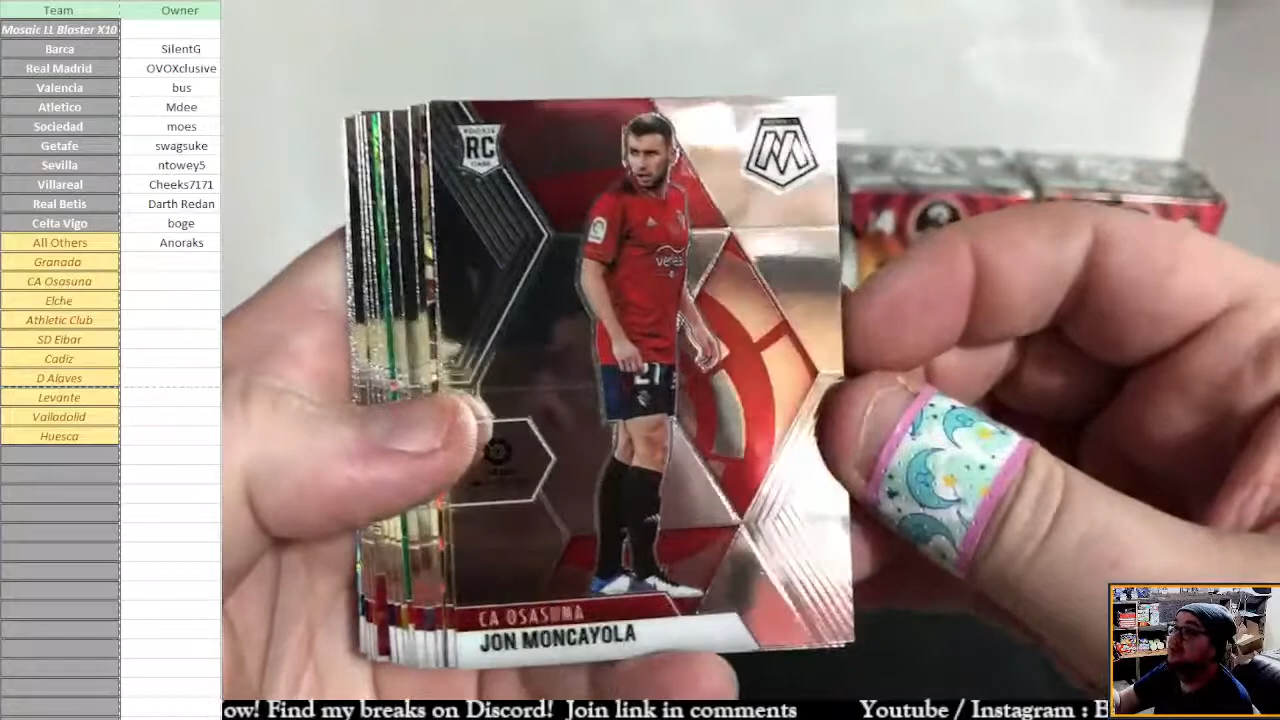 Team Owner
Mosaic LL Blaster X10
Barca SilentG
Real Madrid OVOXclusive
Valencia bus
Atletico Mdee
Sociedad moes
Getafe swagsuke
Sevilla ntowey5
Villareal Cheeks7171
Real Betis Darth Redan
Celta Vigo boge
All Others Anoraks
Granada
CA Osasuna
Elche
Athletic Club
SD Eibar
Cadiz
D Alaves
Levante
Valladolid
Huesca
RC
M
21
CA OSASUNA
JON MONCAYOLA
ow! Find my breaks on Discord! Join link in comments Youtube / Instagram : E